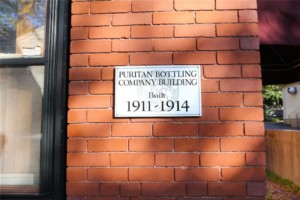 PURITAN BOTTLING
COMPANY BUILDING
Built
1911-1914